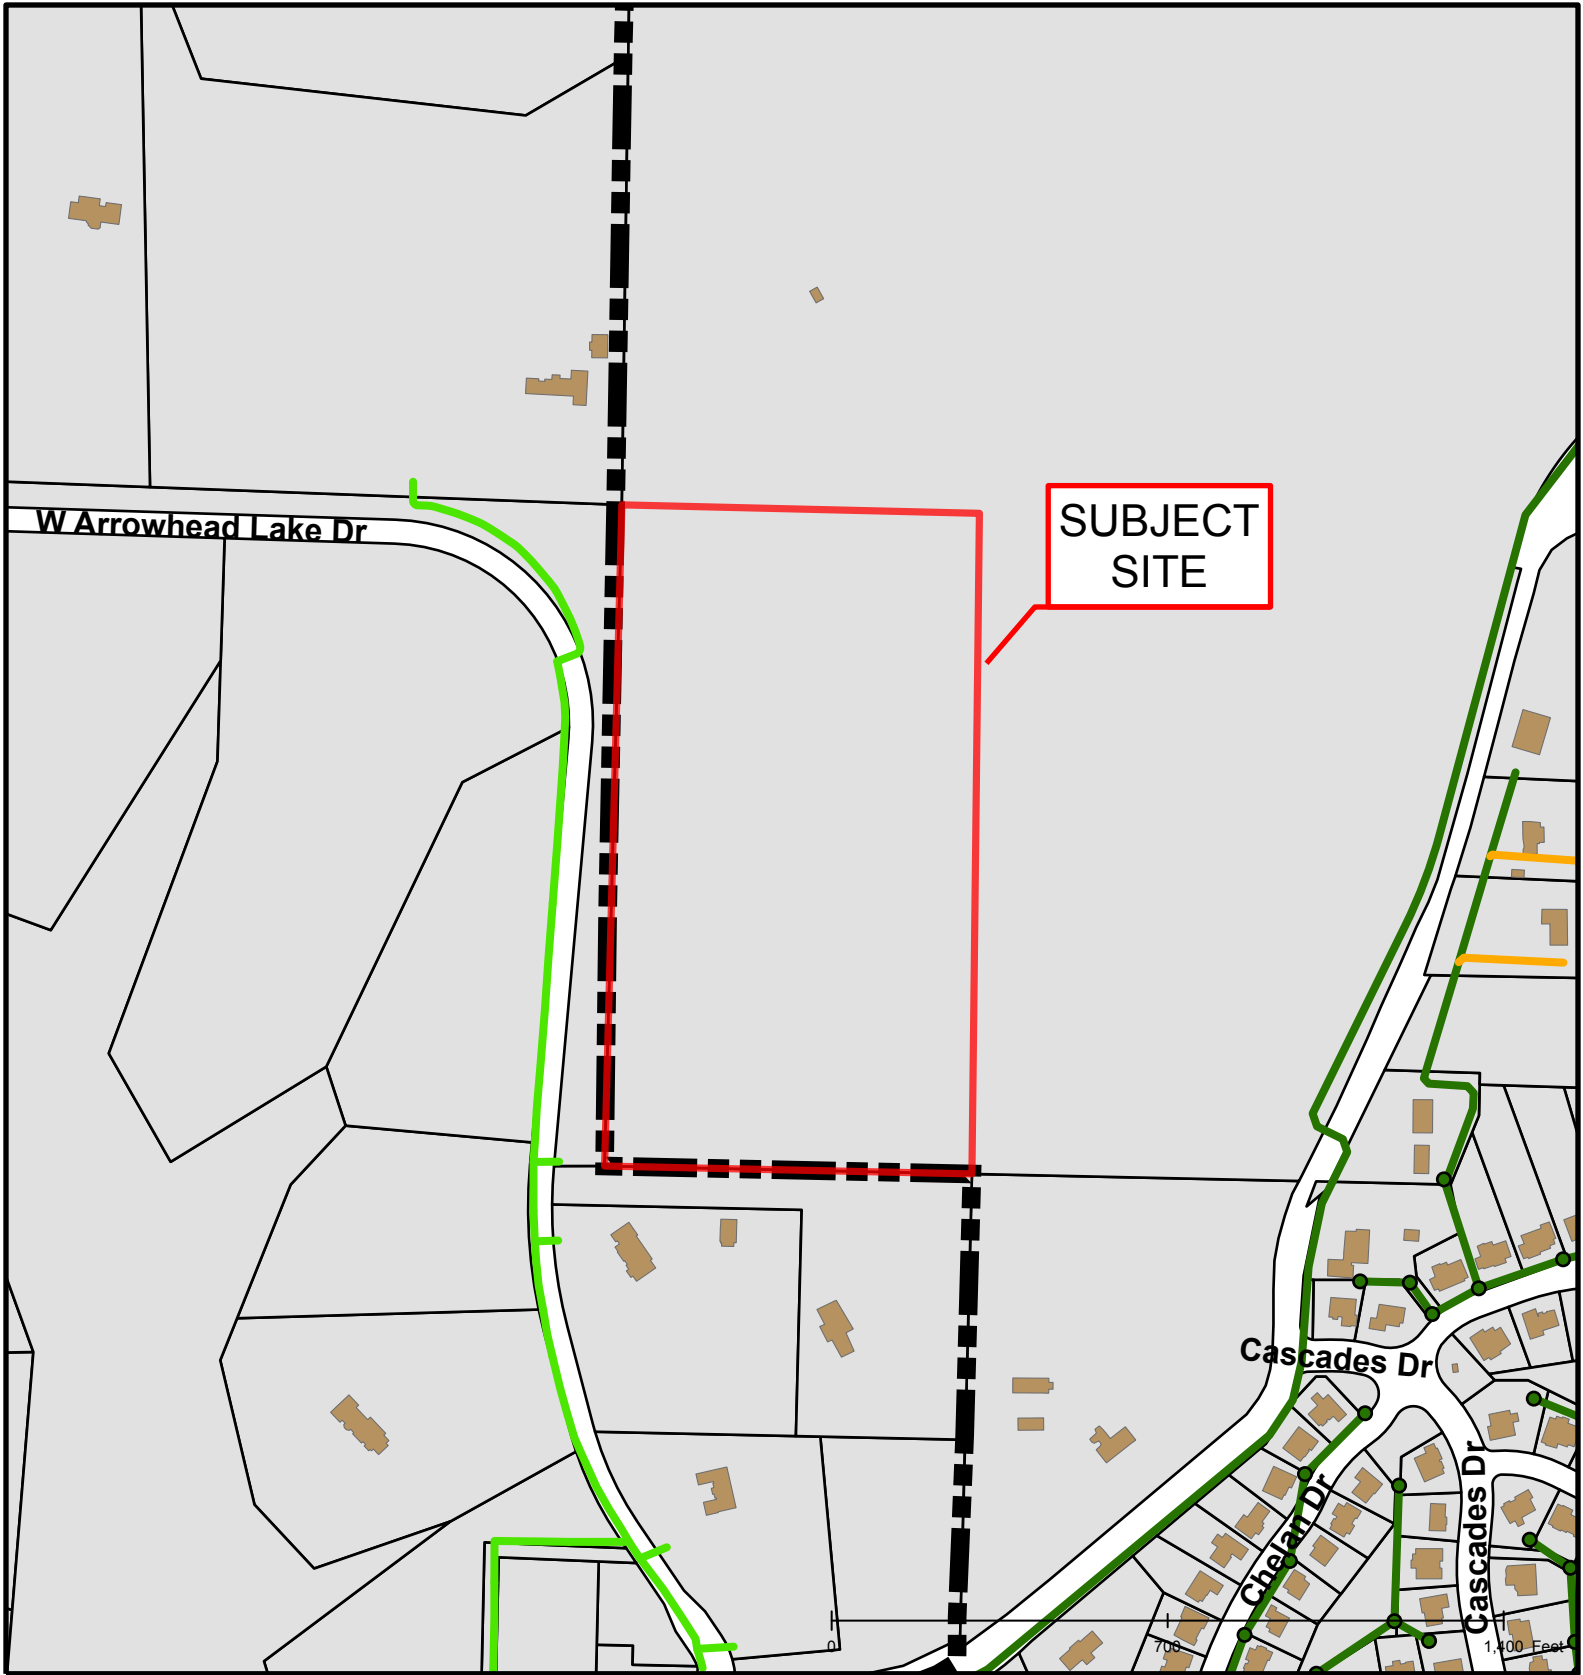 SUBJECT
SITE
W Arrowhead Lake Dr
Cascades Dr
Chelan Dr
Cascades Dr
0 700 1,400 Feet